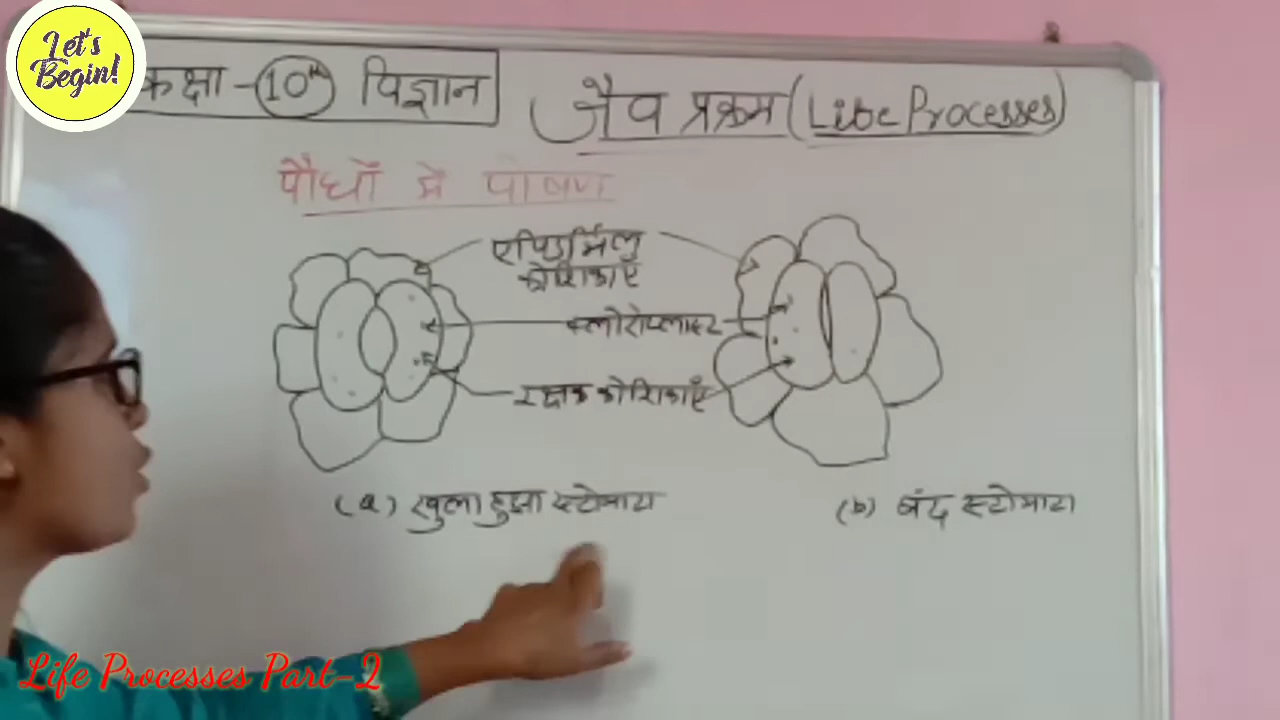 Let's
Begin!
कक्षा - 10th विज्ञान
जैव प्रक्रम (Life Processes)
पौधों में पोषण
एपिडर्मिल
कोशिकाएँ
क्लोरोप्लास्ट
रक्षक कोशिकाएँ
(a) खुला हुआ स्टोमाटा
(b) बंद स्टोमाटा
Life Processes Part-2